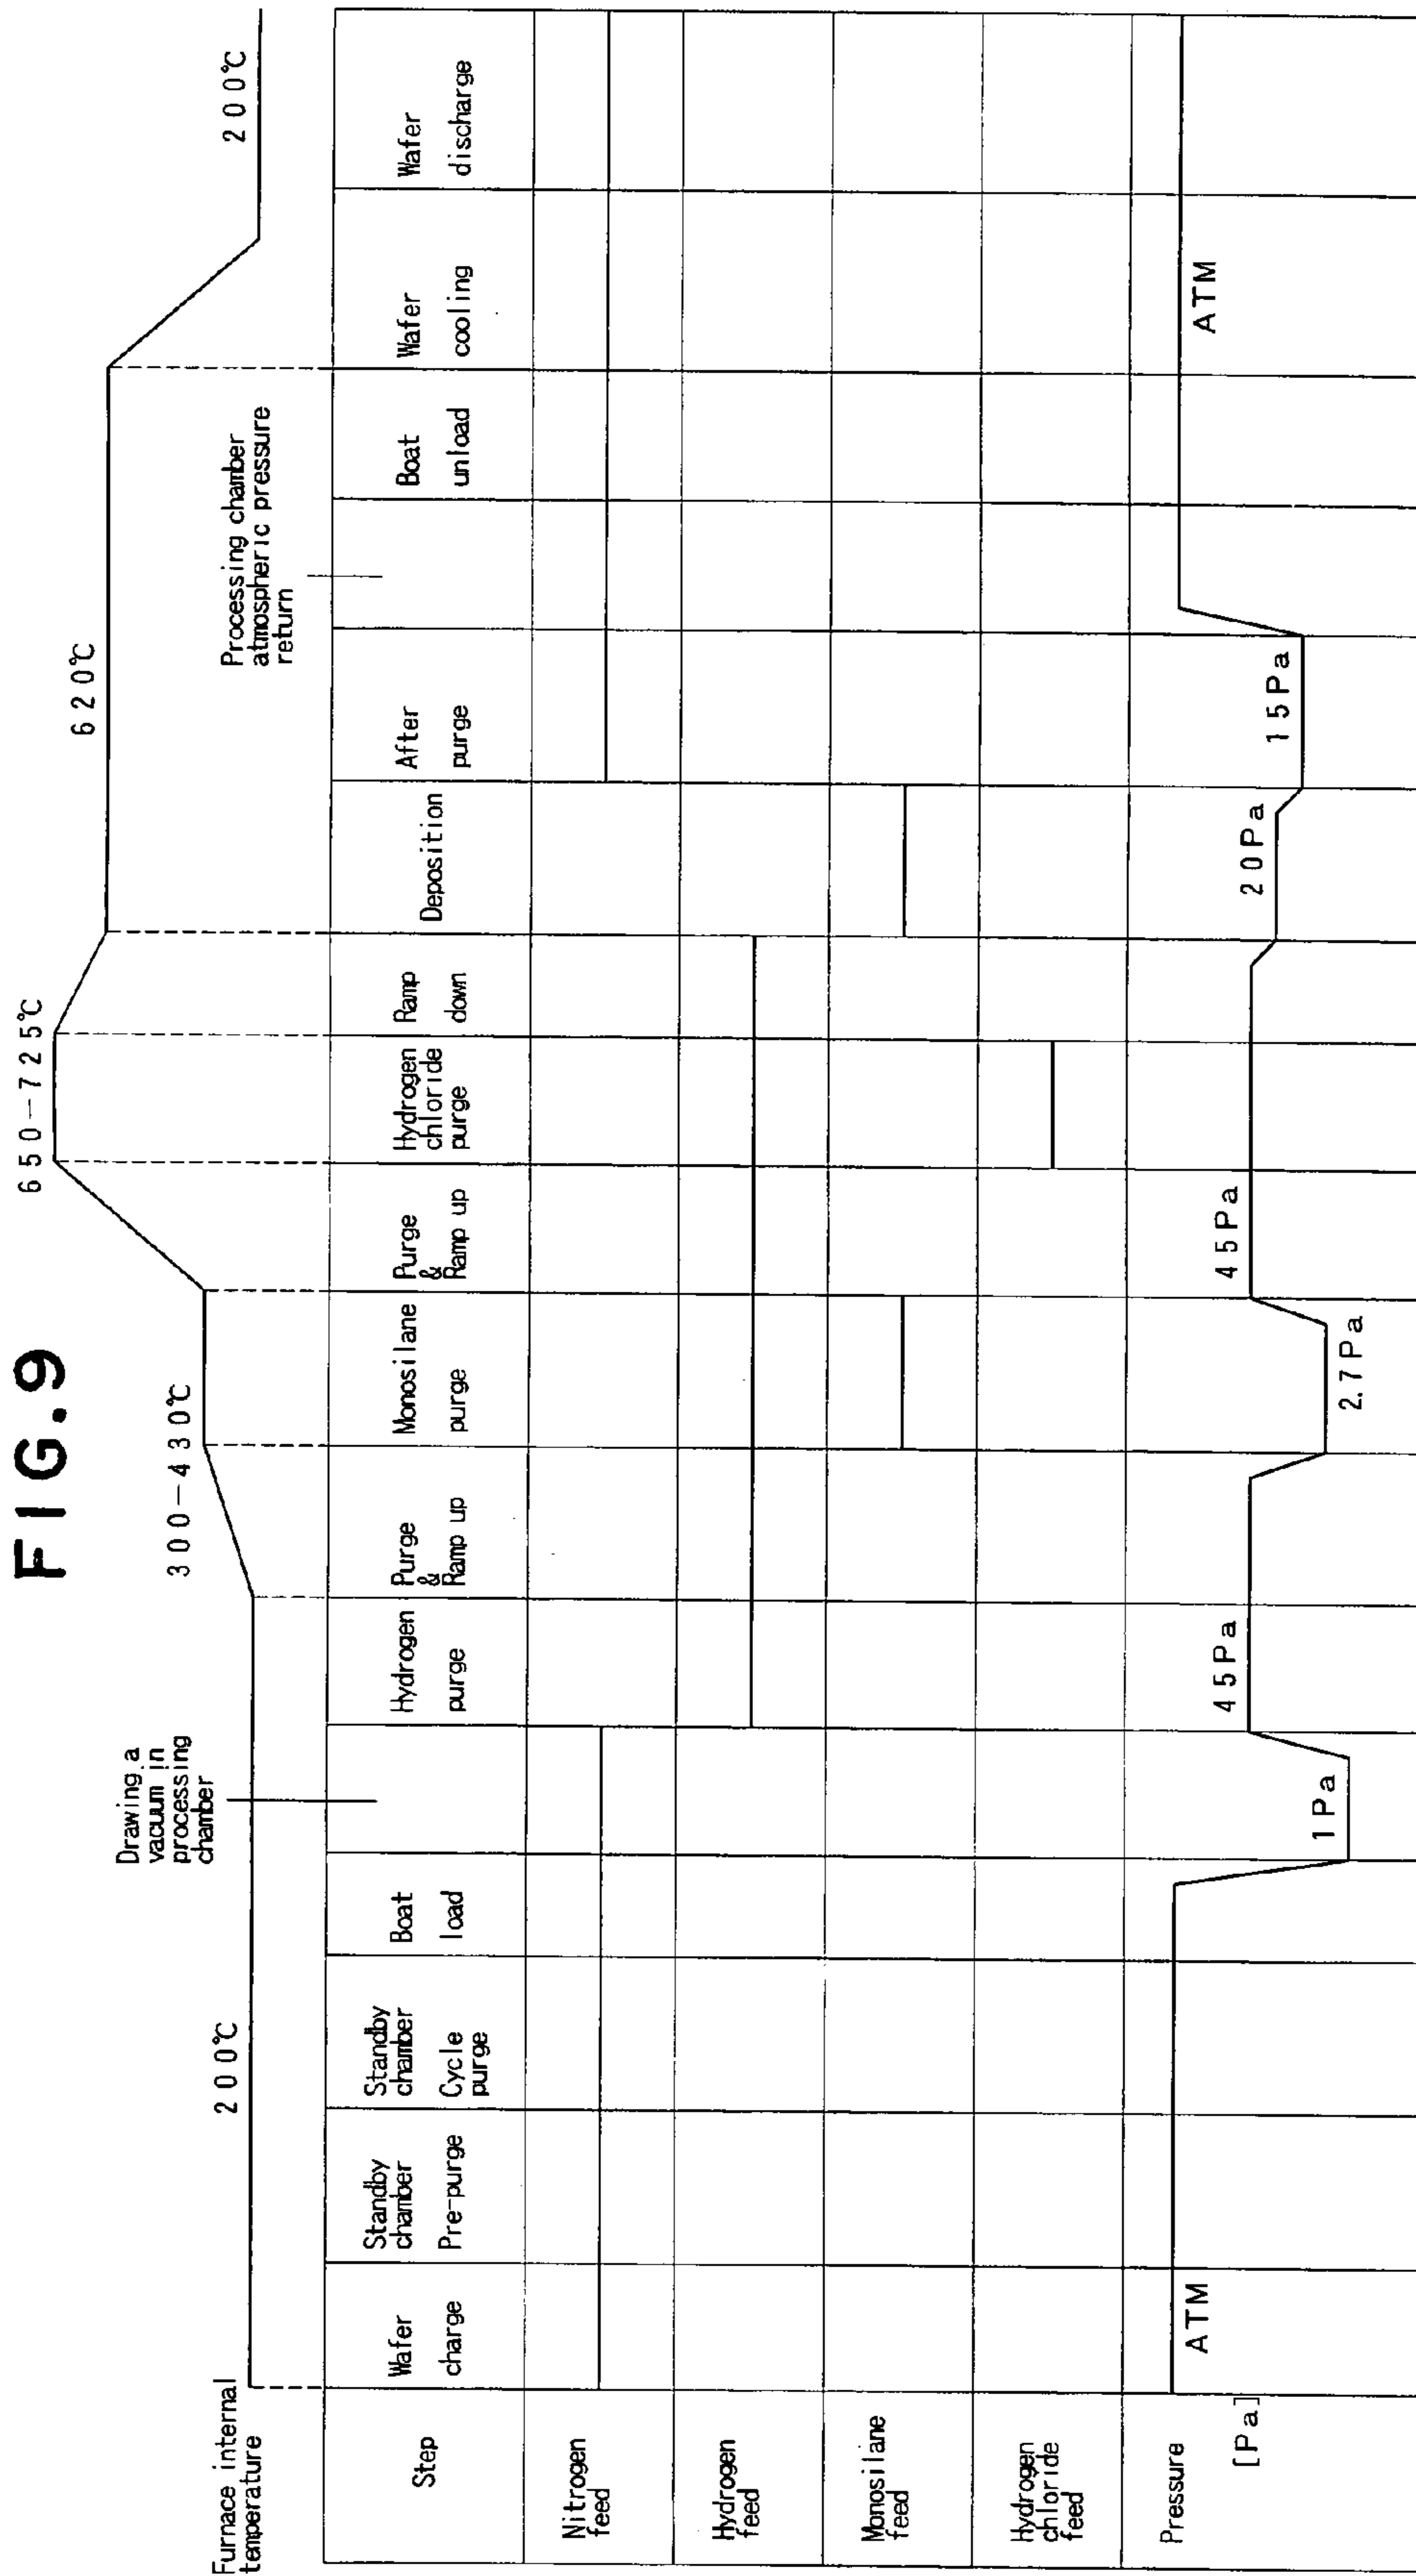 FIG.9
Furnace internal
temperature
200℃
Drawing a
vacuum in
processing
chamber
300-430℃
650-725℃
620℃
Processing chamber
atmospheric pressure
return
200℃
Step
Wafer
charge
Standby
chamber
Pre-purge
Standby
chamber
Cycle
purge
Boat
load
Hydrogen
purge
Purge
&
Ramp up
Monosilane
purge
Purge
&
Ramp up
Hydrogen
chloride
purge
Ramp
down
Deposition
After
purge
Boat
unload
Wafer
cooling
Wafer
discharge
Nitrogen
feed
Hydrogen
feed
Monosilane
feed
Hydrogen
chloride
feed
Pressure
[Pa]
ATM
1Pa
45Pa
2.7Pa
45Pa
20Pa
15Pa
ATM